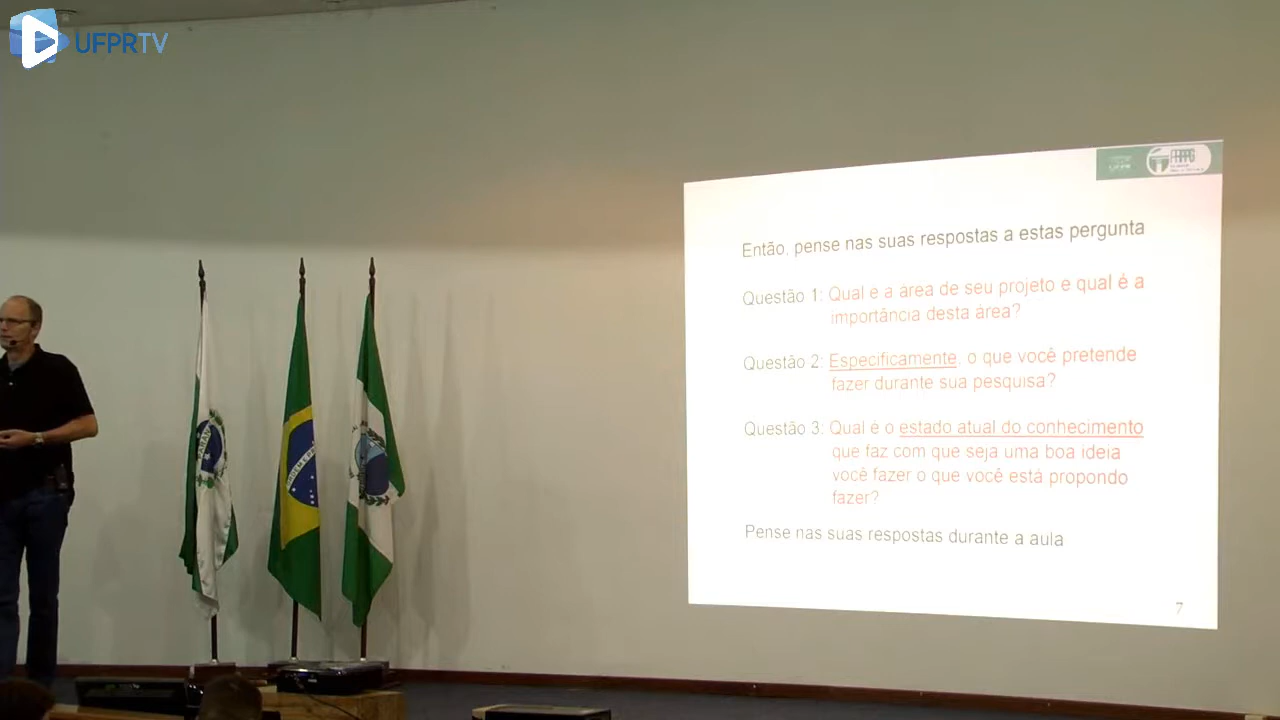 UFPRTV
PRPPG
Então, pense nas suas respostas a estas pergunta
Questão 1: Qual e a área de seu projeto e qual é a
importância desta área?
Questão 2: Especificamente, o que você pretende
fazer durante sua pesquisa?
Questão 3: Qual é o estado atual do conhecimento
que faz com que seja uma boa ideia
você fazer o que você está propondo
fazer?
Pense nas suas respostas durante a aula
7